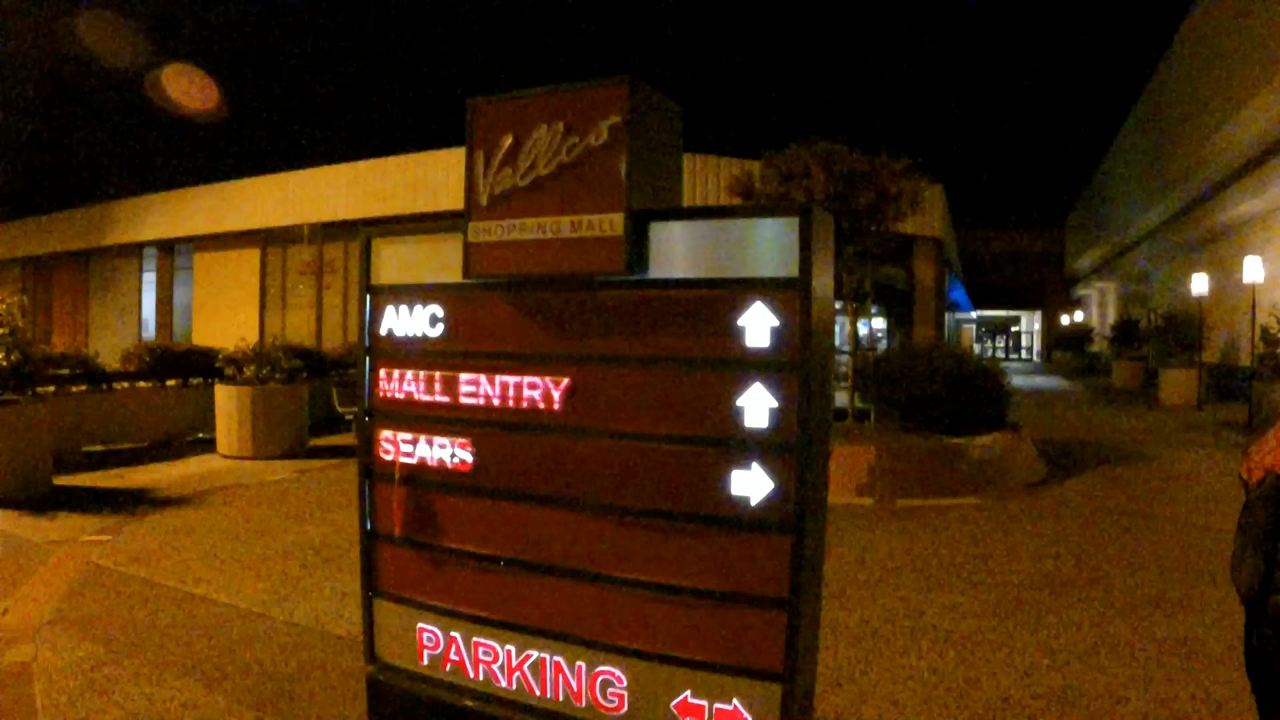 Vallco
SHOPPING MALL
AMC
MALL ENTRY
SEARS
PARKING